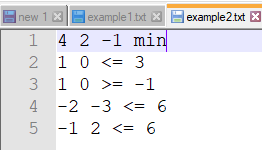 new 1 example1.txt example2.txt
1 4 2 -1 min
2 1 0 <= 3
3 1 0 >= -1
4 -2 -3 <= 6
5 -1 2 <= 6